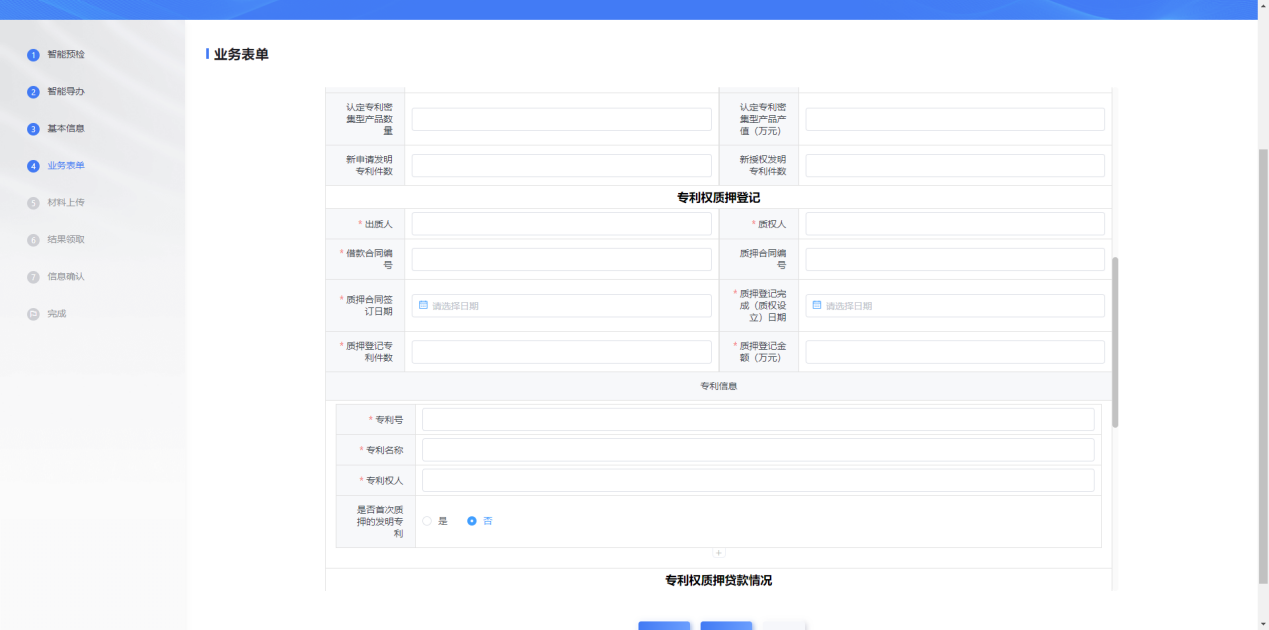 业务表单
1 智能预检
2 智能导办
3 基本信息
4 业务表单
5 材料上传
6 结果领取
7 信息确认
完成
认定专利密
集型产品数
量
认定专利密
集型产品产
值（万元）
新申请发明
专利件数
新授权发明
专利件数
专利权质押登记
* 出质人
* 质权人
* 借款合同编
号
质押合同编
号
* 质押合同签
订日期
请选择日期
* 质押登记完
成（质权设
立）日期
请选择日期
* 质押登记专
利件数
* 质押登记金
额（万元）
专利信息
* 专利号
* 专利名称
* 专利权人
是否首次质
押的发明专
利
是 否
+
专利权质押贷款情况